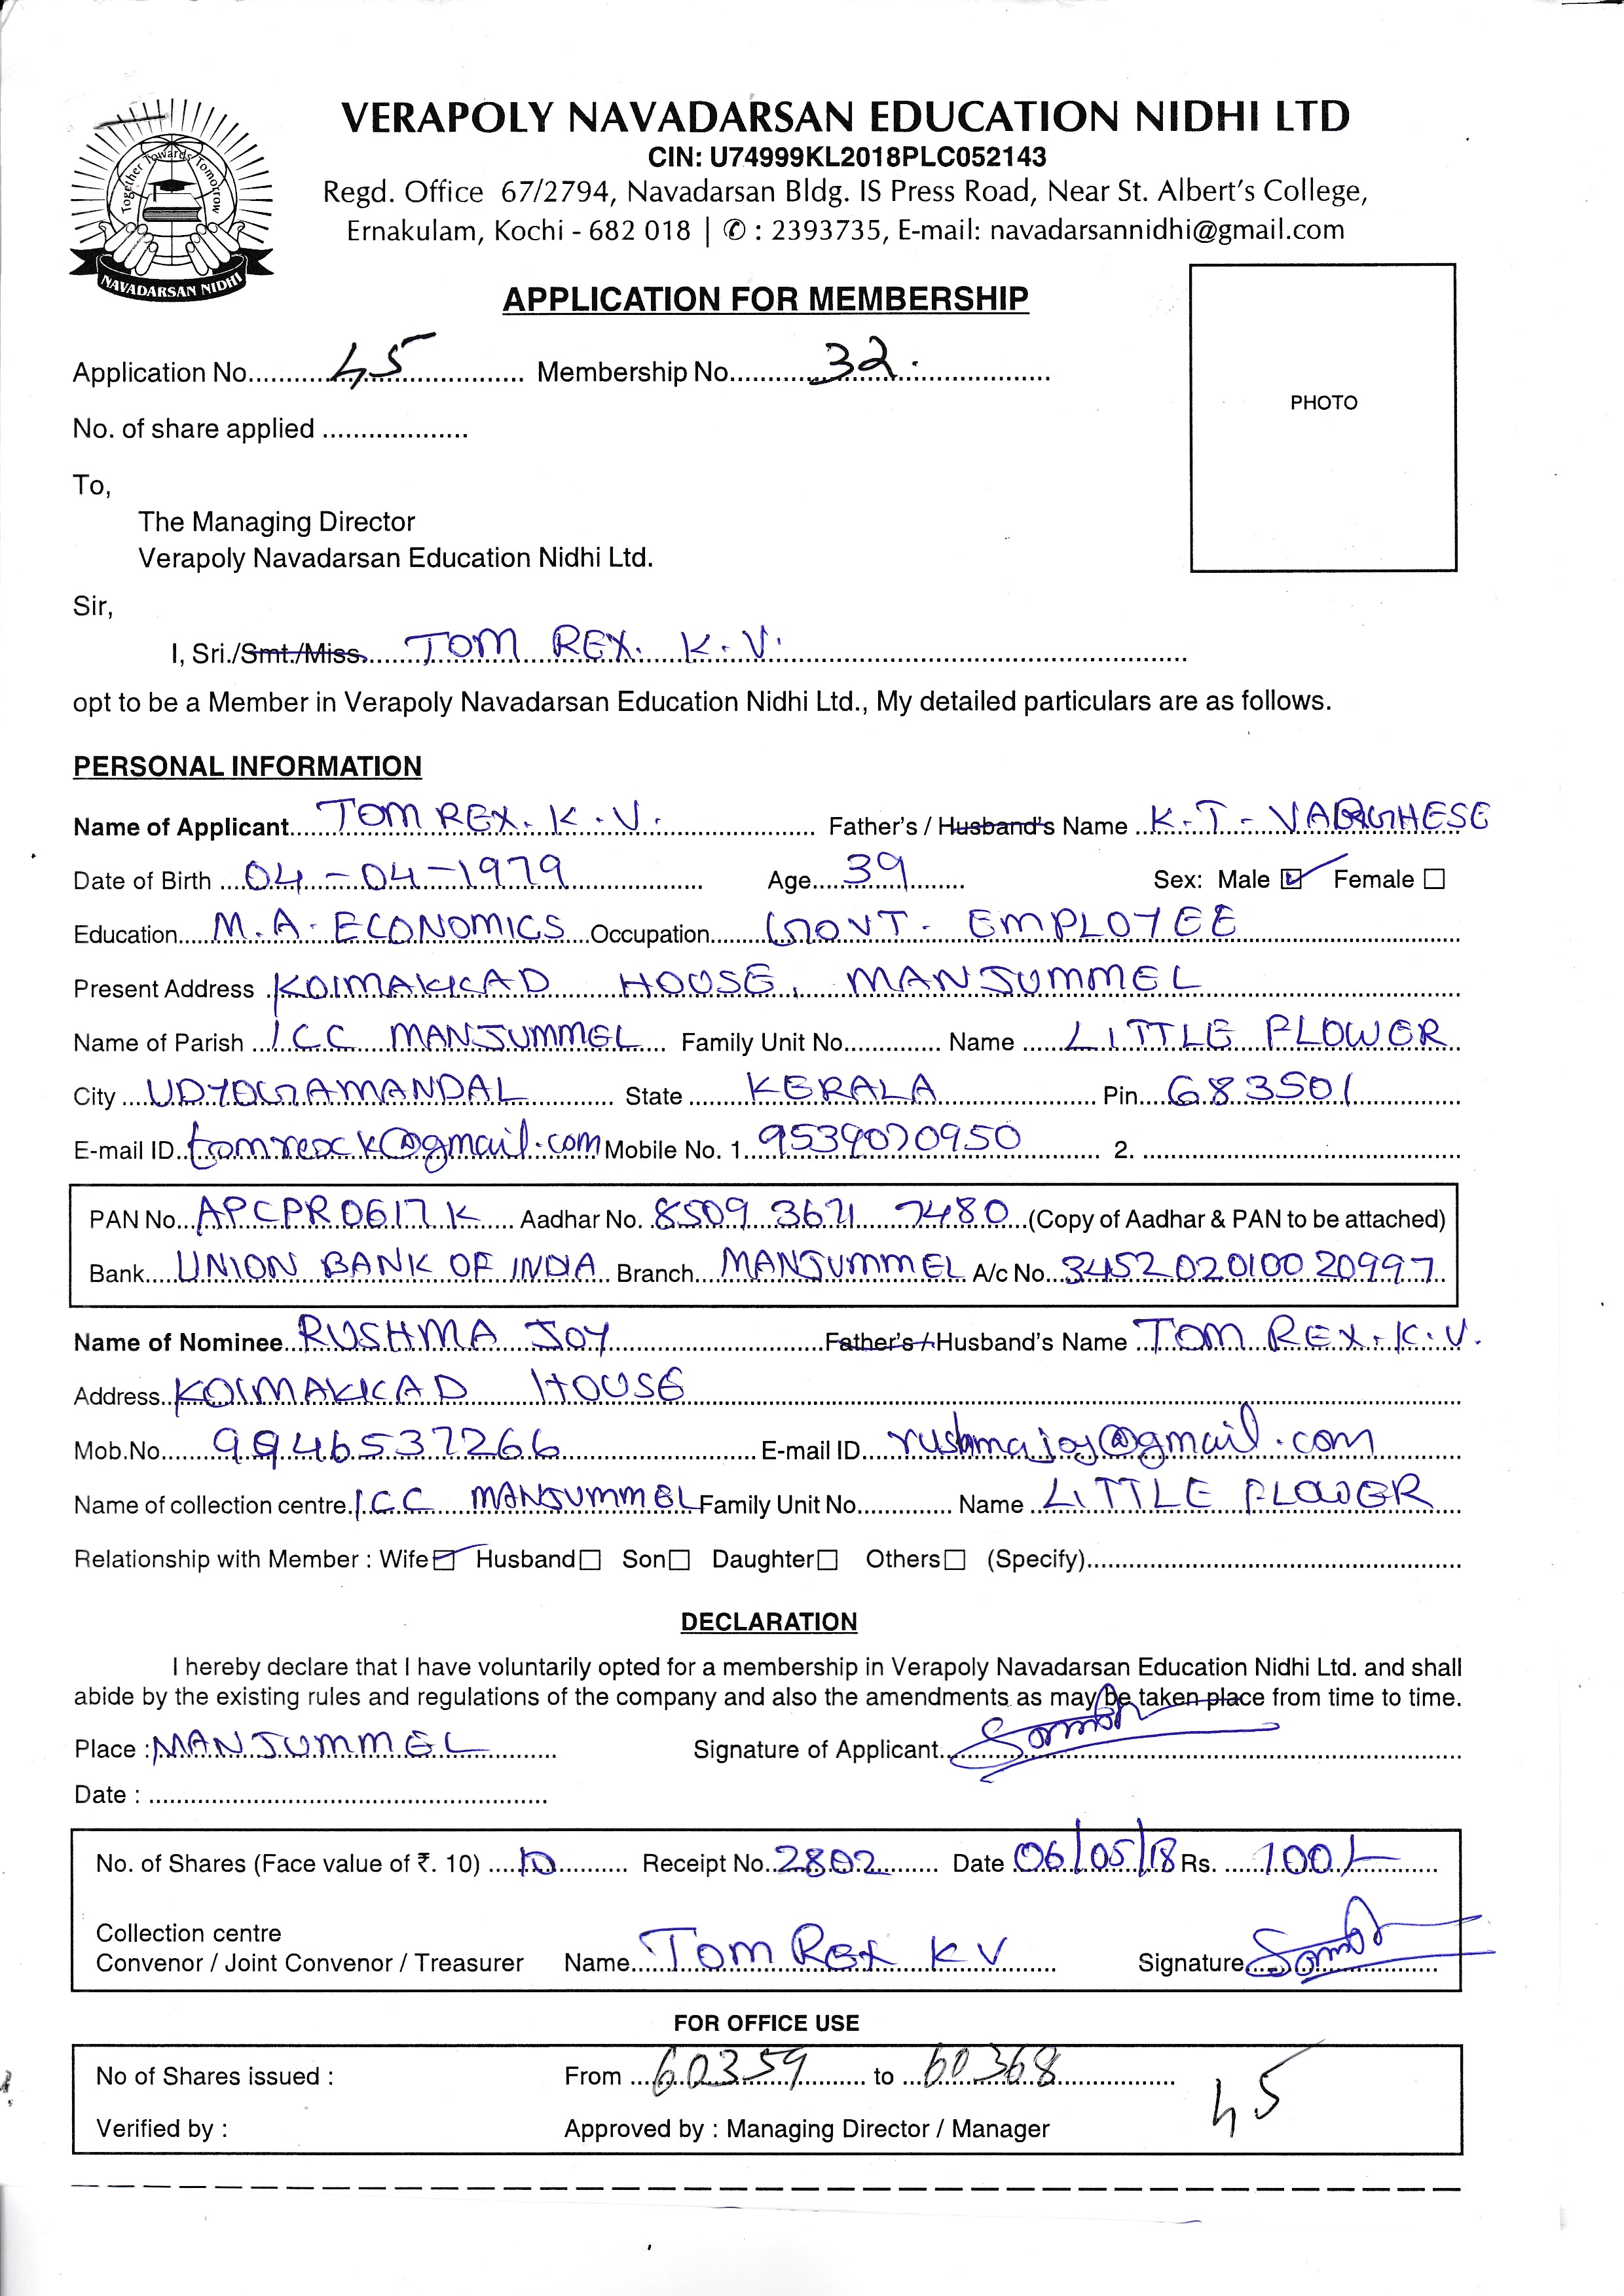 VERAPOLY NAVADARSAN EDUCATION NIDHI LTD
CIN: U74999KL2018PLC052143
Regd. Office 67/2794, Navadarsan Bldg. IS Press Road, Near St. Albert's College,
Ernakulam, Kochi - 682 018 | ✆ : 2393735, E-mail: navadarsannidhi@gmail.com
Together Towards Tomorrow
NAVADARSAN NIDHI
APPLICATION FOR MEMBERSHIP
Application No. 45 Membership No. 32.
PHOTO
No. of share applied
To,
The Managing Director
Verapoly Navadarsan Education Nidhi Ltd.
Sir,
I, Sri./Smt./Miss. TOM REX. K.V.
opt to be a Member in Verapoly Navadarsan Education Nidhi Ltd., My detailed particulars are as follows.
PERSONAL INFORMATION
Name of Applicant TOM REX. K.V. Father's / Husband's Name K.T. VARGHESE
Date of Birth 04-04-1979 Age 39 Sex: Male ☑ Female ☐
Education M.A. ECONOMICS Occupation GOVT. EMPLOYEE
Present Address KOIMAKKAD HOUSE, MANJUMMEL
Name of Parish ICC MANJUMMEL Family Unit No. Name LITTLE FLOWER
City UDYOGAMANDAL State KERALA Pin 683501
E-mail ID tomrexck@gmail.com Mobile No. 1. 9539070950 2.
PAN No. APCPR0617K Aadhar No. 8509 3671 7480 (Copy of Aadhar & PAN to be attached)
Bank UNION BANK OF INDIA Branch MANJUMMEL A/c No. 345202010020997
Name of Nominee RUSHMA JOY Father's / Husband's Name TOM REX.K.V.
Address KOIMAKKAD HOUSE
Mob.No. 9946537266 E-mail ID rushmajoy@gmail.com
Name of collection centre ICC MANJUMMEL Family Unit No. Name LITTLE FLOWER
Relationship with Member : Wife ☑ Husband ☐ Son ☐ Daughter ☐ Others ☐ (Specify)
DECLARATION
I hereby declare that I have voluntarily opted for a membership in Verapoly Navadarsan Education Nidhi Ltd. and shall
abide by the existing rules and regulations of the company and also the amendments as may be taken place from time to time.
Place : MANJUMMEL Signature of Applicant
Date :
No. of Shares (Face value of ₹. 10) 10 Receipt No. 2802 Date 06/05/18 Rs. 100/-
Collection centre
Convenor / Joint Convenor / Treasurer Name Tom Rex KV Signature
FOR OFFICE USE
No of Shares issued : From 60359 to 60368 45
Verified by : Approved by : Managing Director / Manager